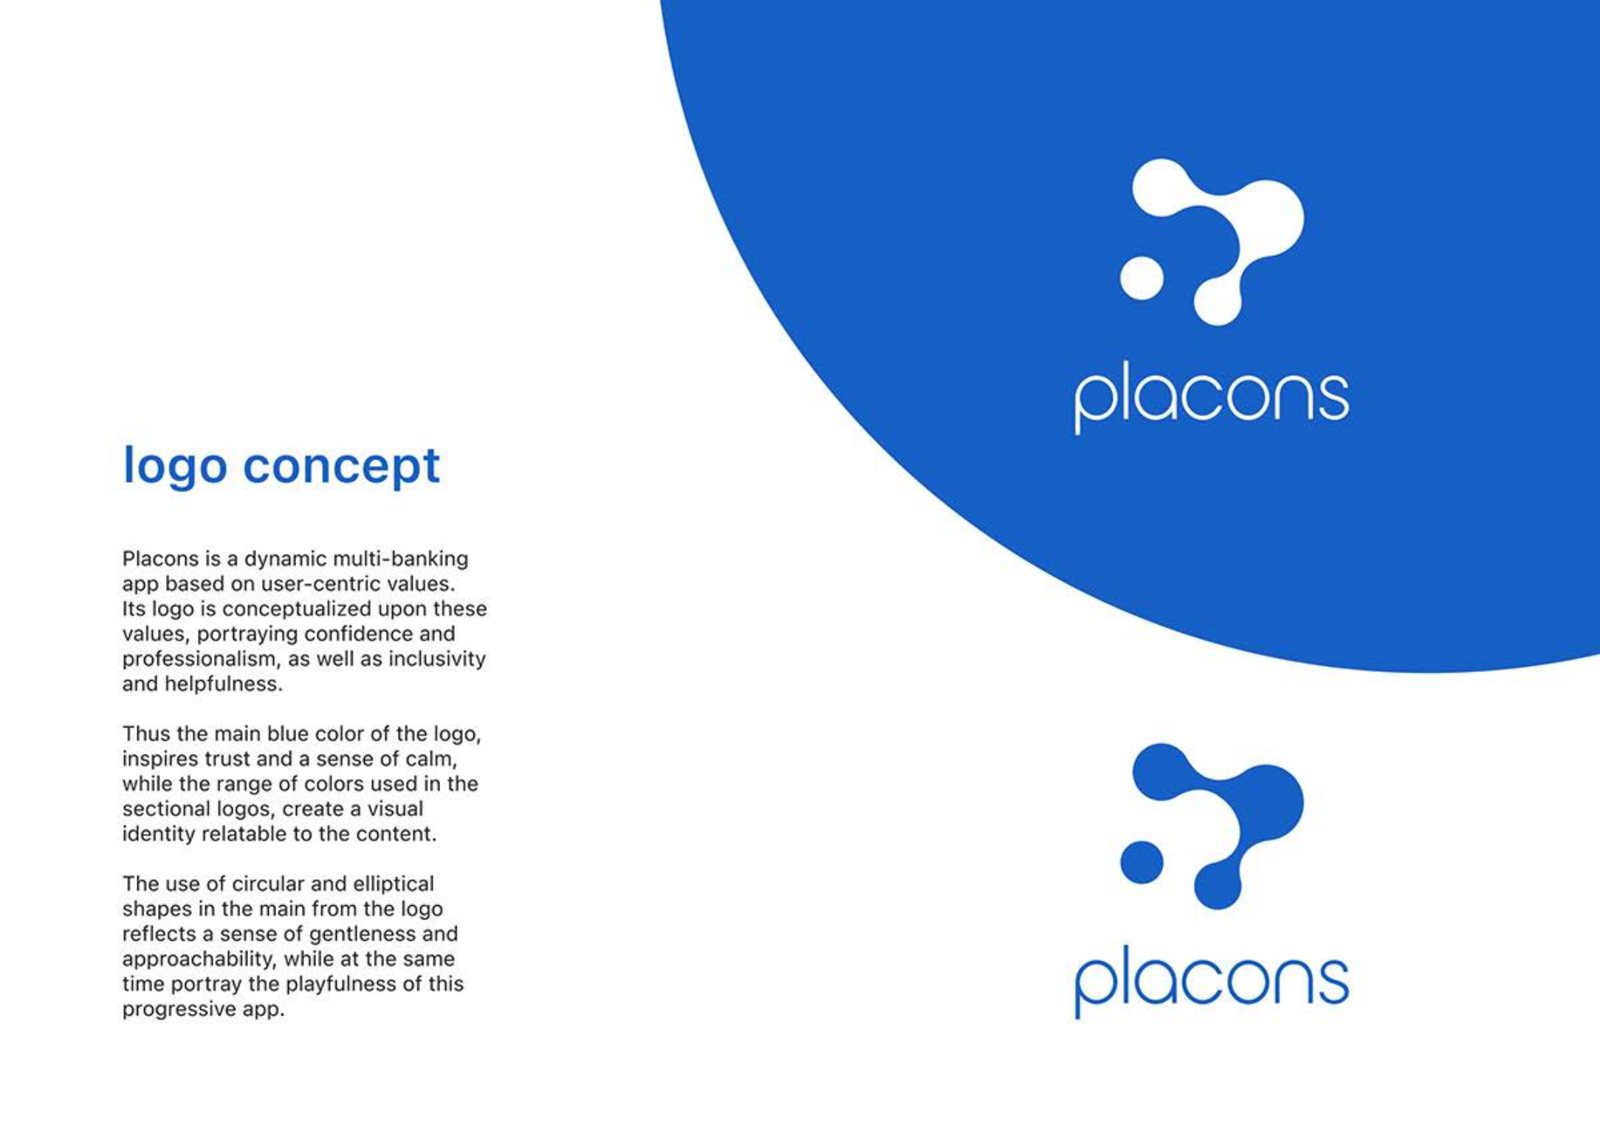 logo concept
Placons is a dynamic multi-banking
app based on user-centric values.
Its logo is conceptualized upon these
values, portraying confidence and
professionalism, as well as inclusivity
and helpfulness.
Thus the main blue color of the logo,
inspires trust and a sense of calm,
while the range of colors used in the
sectional logos, create a visual
identity relatable to the content.
The use of circular and elliptical
shapes in the main from the logo
reflects a sense of gentleness and
approachability, while at the same
time portray the playfulness of this
progressive app.
placons
placons